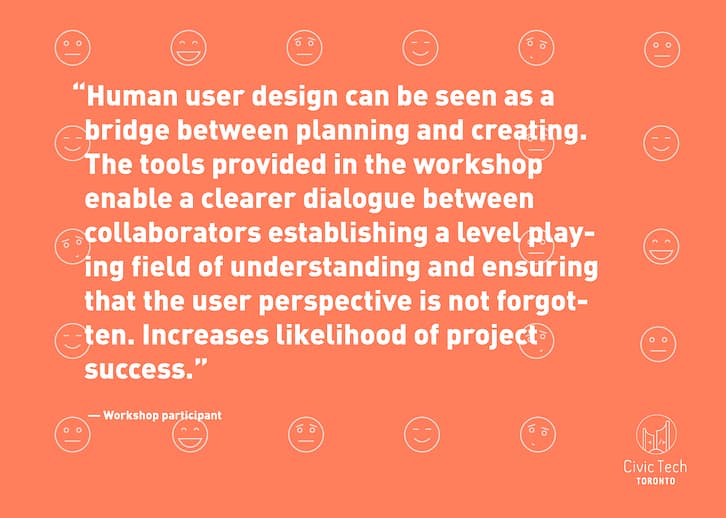 “Human user design can be seen as a
bridge between planning and creating.
The tools provided in the workshop
enable a clearer dialogue between
collaborators establishing a level play-
ing field of understanding and ensuring
that the user perspective is not forgot-
ten. Increases likelihood of project
success.”
— Workshop participant
Civic Tech
TORONTO